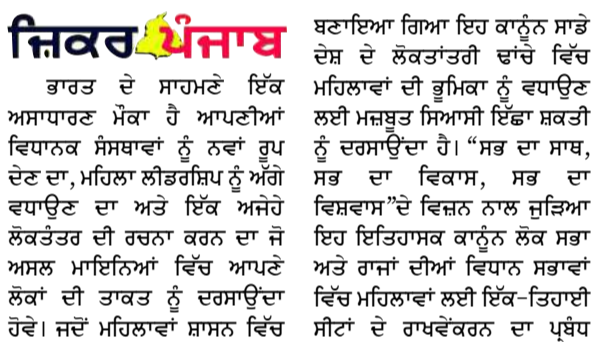 ਜ਼ਿਕਰ ਪੰਜਾਬ
ਭਾਰਤ ਦੇ ਸਾਹਮਣੇ ਇੱਕ
ਅਸਾਧਾਰਣ ਮੌਕਾ ਹੈ ਆਪਣੀਆਂ
ਵਿਧਾਨਕ ਸੰਸਥਾਵਾਂ ਨੂੰ ਨਵਾਂ ਰੂਪ
ਦੇਣ ਦਾ, ਮਹਿਲਾ ਲੀਡਰਸ਼ਿਪ ਨੂੰ ਅੱਗੇ
ਵਧਾਉਣ ਦਾ ਅਤੇ ਇੱਕ ਅਜੇਹੇ
ਲੋਕਤੰਤਰ ਦੀ ਰਚਨਾ ਕਰਨ ਦਾ ਜੋ
ਅਸਲ ਮਾਇਨਿਆਂ ਵਿੱਚ ਆਪਣੇ
ਲੋਕਾਂ ਦੀ ਤਾਕਤ ਨੂੰ ਦਰਸਾਉਂਦਾ
ਹੋਵੇ। ਜਦੋਂ ਮਹਿਲਾਵਾਂ ਸ਼ਾਸਨ ਵਿੱਚ
ਬਣਾਇਆ ਗਿਆ ਇਹ ਕਾਨੂੰਨ ਸਾਡੇ
ਦੇਸ਼ ਦੇ ਲੋਕਤਾਂਤਰੀ ਢਾਂਚੇ ਵਿੱਚ
ਮਹਿਲਾਵਾਂ ਦੀ ਭੂਮਿਕਾ ਨੂੰ ਵਧਾਉਣ
ਲਈ ਮਜ਼ਬੂਤ ਸਿਆਸੀ ਇੱਛਾ ਸ਼ਕਤੀ
ਨੂੰ ਦਰਸਾਉਂਦਾ ਹੈ। “ਸਭ ਦਾ ਸਾਥ,
ਸਭ ਦਾ ਵਿਕਾਸ, ਸਭ ਦਾ
ਵਿਸ਼ਵਾਸ”ਦੇ ਵਿਜ਼ਨ ਨਾਲ ਜੁੜਿਆ
ਇਹ ਇਤਿਹਾਸਕ ਕਾਨੂੰਨ ਲੋਕ ਸਭਾ
ਅਤੇ ਰਾਜਾਂ ਦੀਆਂ ਵਿਧਾਨ ਸਭਾਵਾਂ
ਵਿੱਚ ਮਹਿਲਾਵਾਂ ਲਈ ਇੱਕ-ਤਿਹਾਈ
ਸੀਟਾਂ ਦੇ ਰਾਖਵੇਂਕਰਨ ਦਾ ਪ੍ਰਬੰਧ